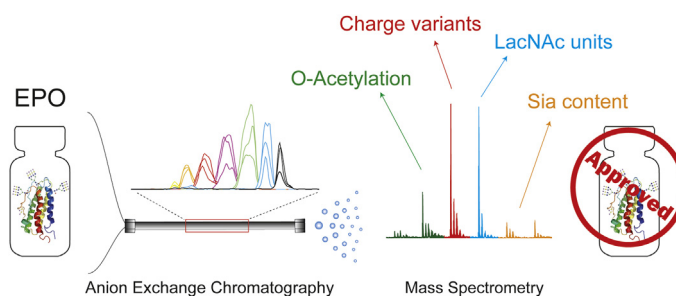 Charge variants
LacNAc units
O-Acetylation
Sia content
EPO
Approved
Anion Exchange Chromatography
Mass Spectrometry